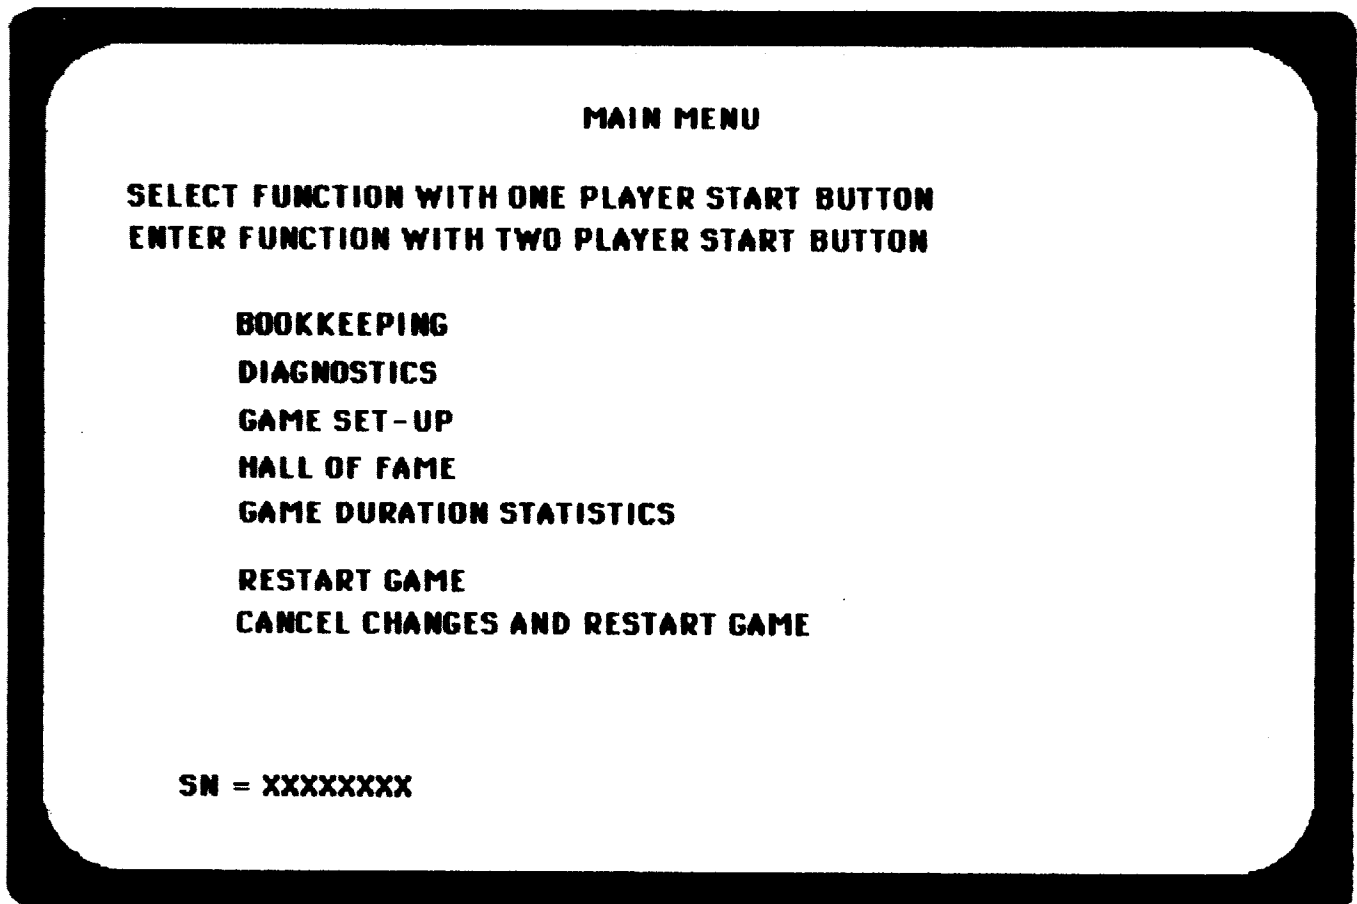 MAIN MENU
SELECT FUNCTION WITH ONE PLAYER START BUTTON
ENTER FUNCTION WITH TWO PLAYER START BUTTON
BOOKKEEPING
DIAGNOSTICS
GAME SET-UP
HALL OF FAME
GAME DURATION STATISTICS
RESTART GAME
CANCEL CHANGES AND RESTART GAME
SN = XXXXXXXX